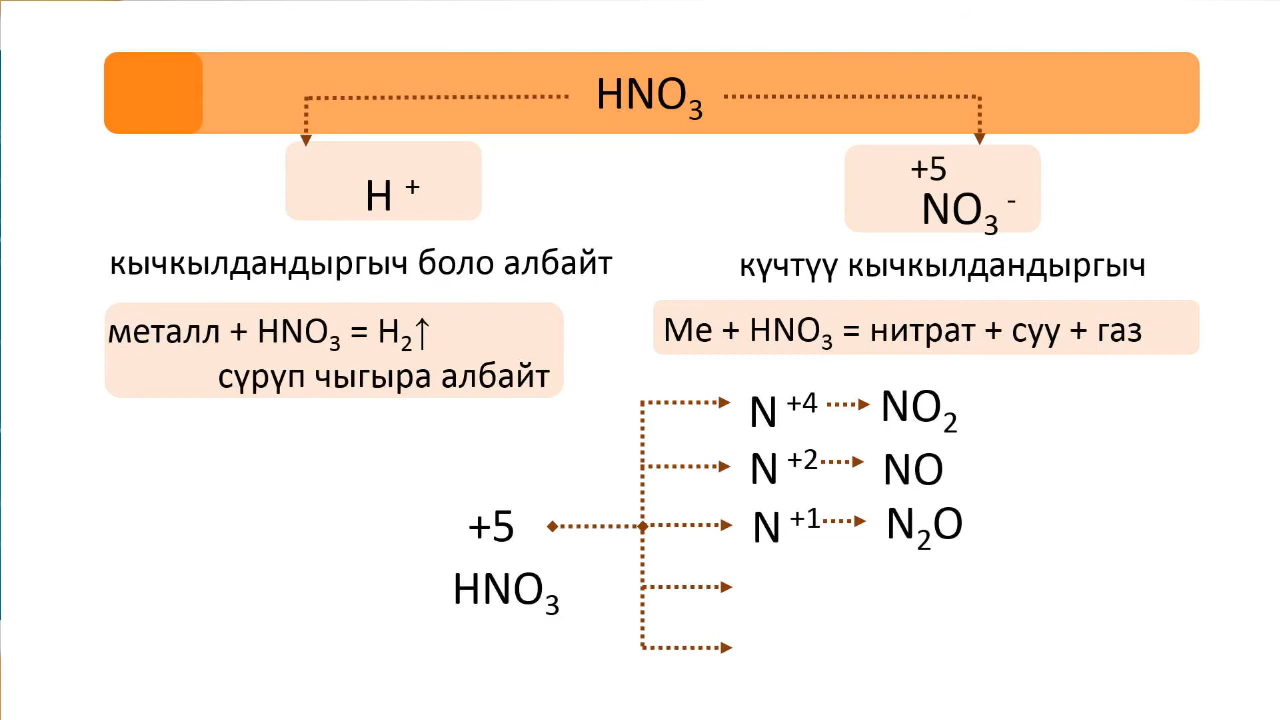 HNO₃
H ⁺
+5
NO₃ ⁻
кычкылдандыргыч боло албайт
күчтүү кычкылдандыргыч
металл + HNO₃ = H₂↑
сүрүп чыгыра албайт
Me + HNO₃ = нитрат + суу + газ
N ⁺⁴ NO₂
N ⁺² NO
N ⁺¹ N₂O
+5
HNO₃